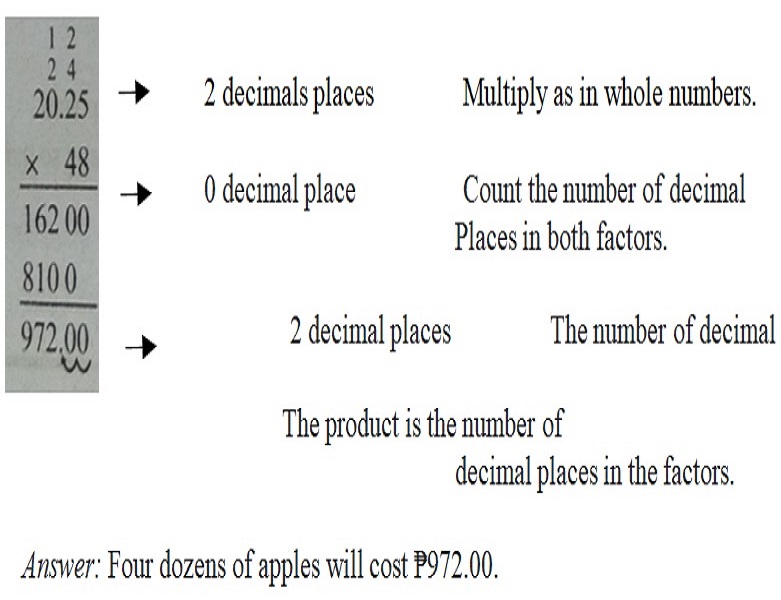 1 2
2 4
20.25 → 2 decimals places Multiply as in whole numbers.
x 48 → 0 decimal place Count the number of decimal
Places in both factors.
162 00
810 0
972.00 → 2 decimal places The number of decimal
The product is the number of
decimal places in the factors.
Answer: Four dozens of apples will cost ₱972.00.